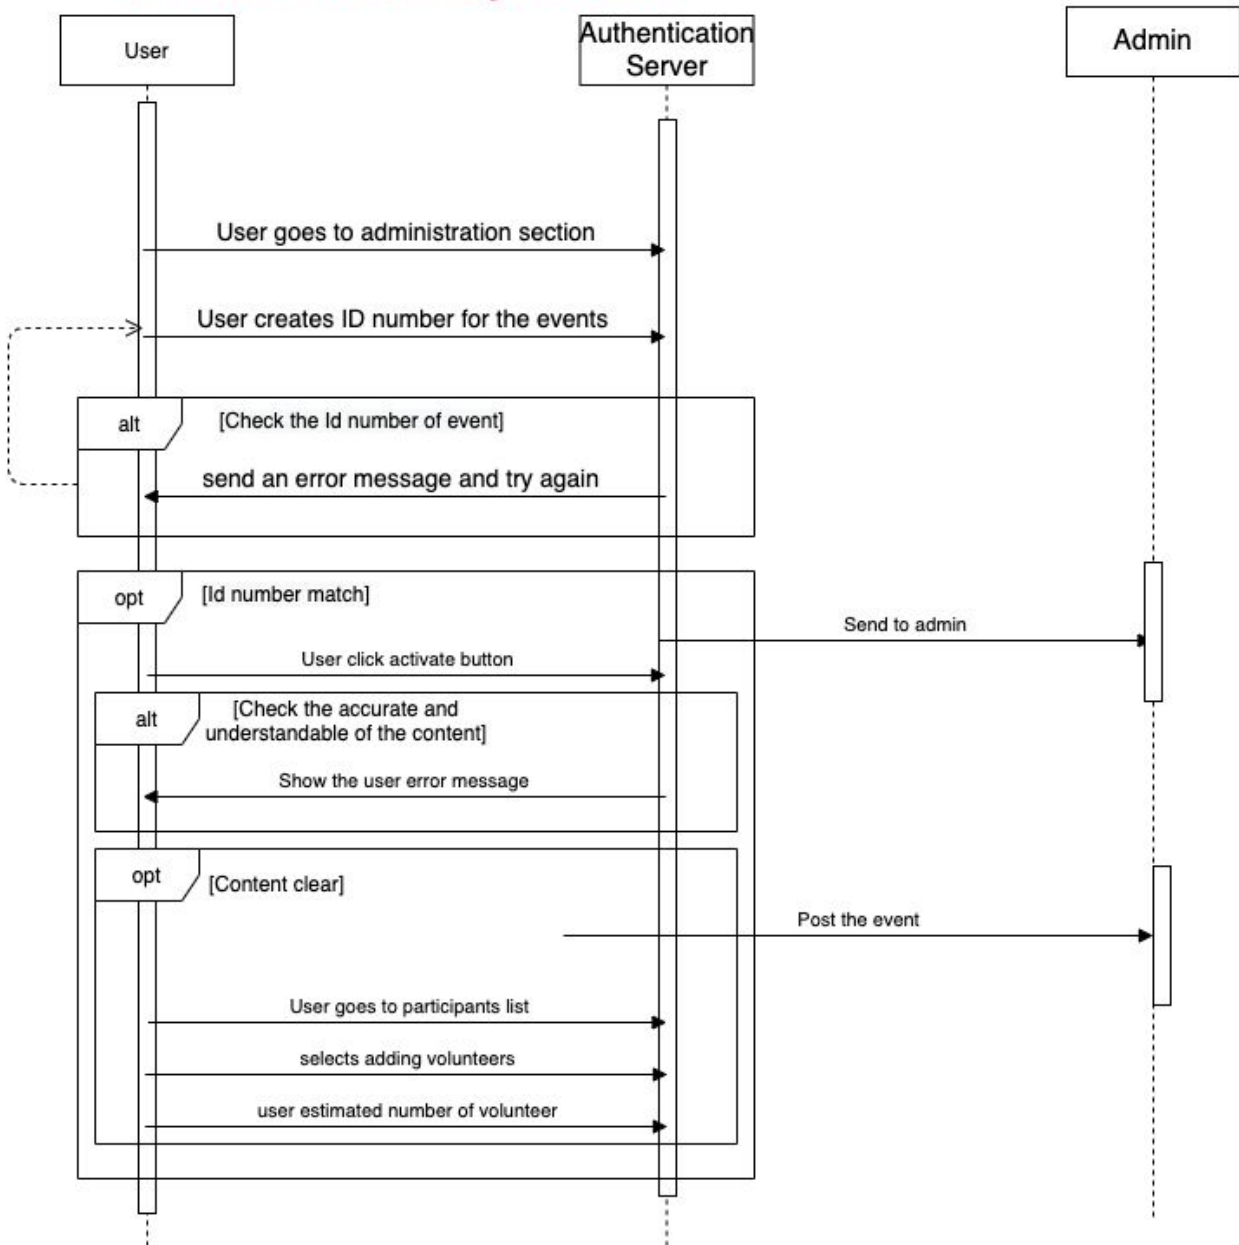 User
Authentication
Server
Admin
User goes to administration section
User creates ID number for the events
alt
[Check the Id number of event]
send an error message and try again
opt
[Id number match]
Send to admin
User click activate button
alt
[Check the accurate and
understandable of the content]
Show the user error message
opt
[Content clear]
Post the event
User goes to participants list
selects adding volunteers
user estimated number of volunteer